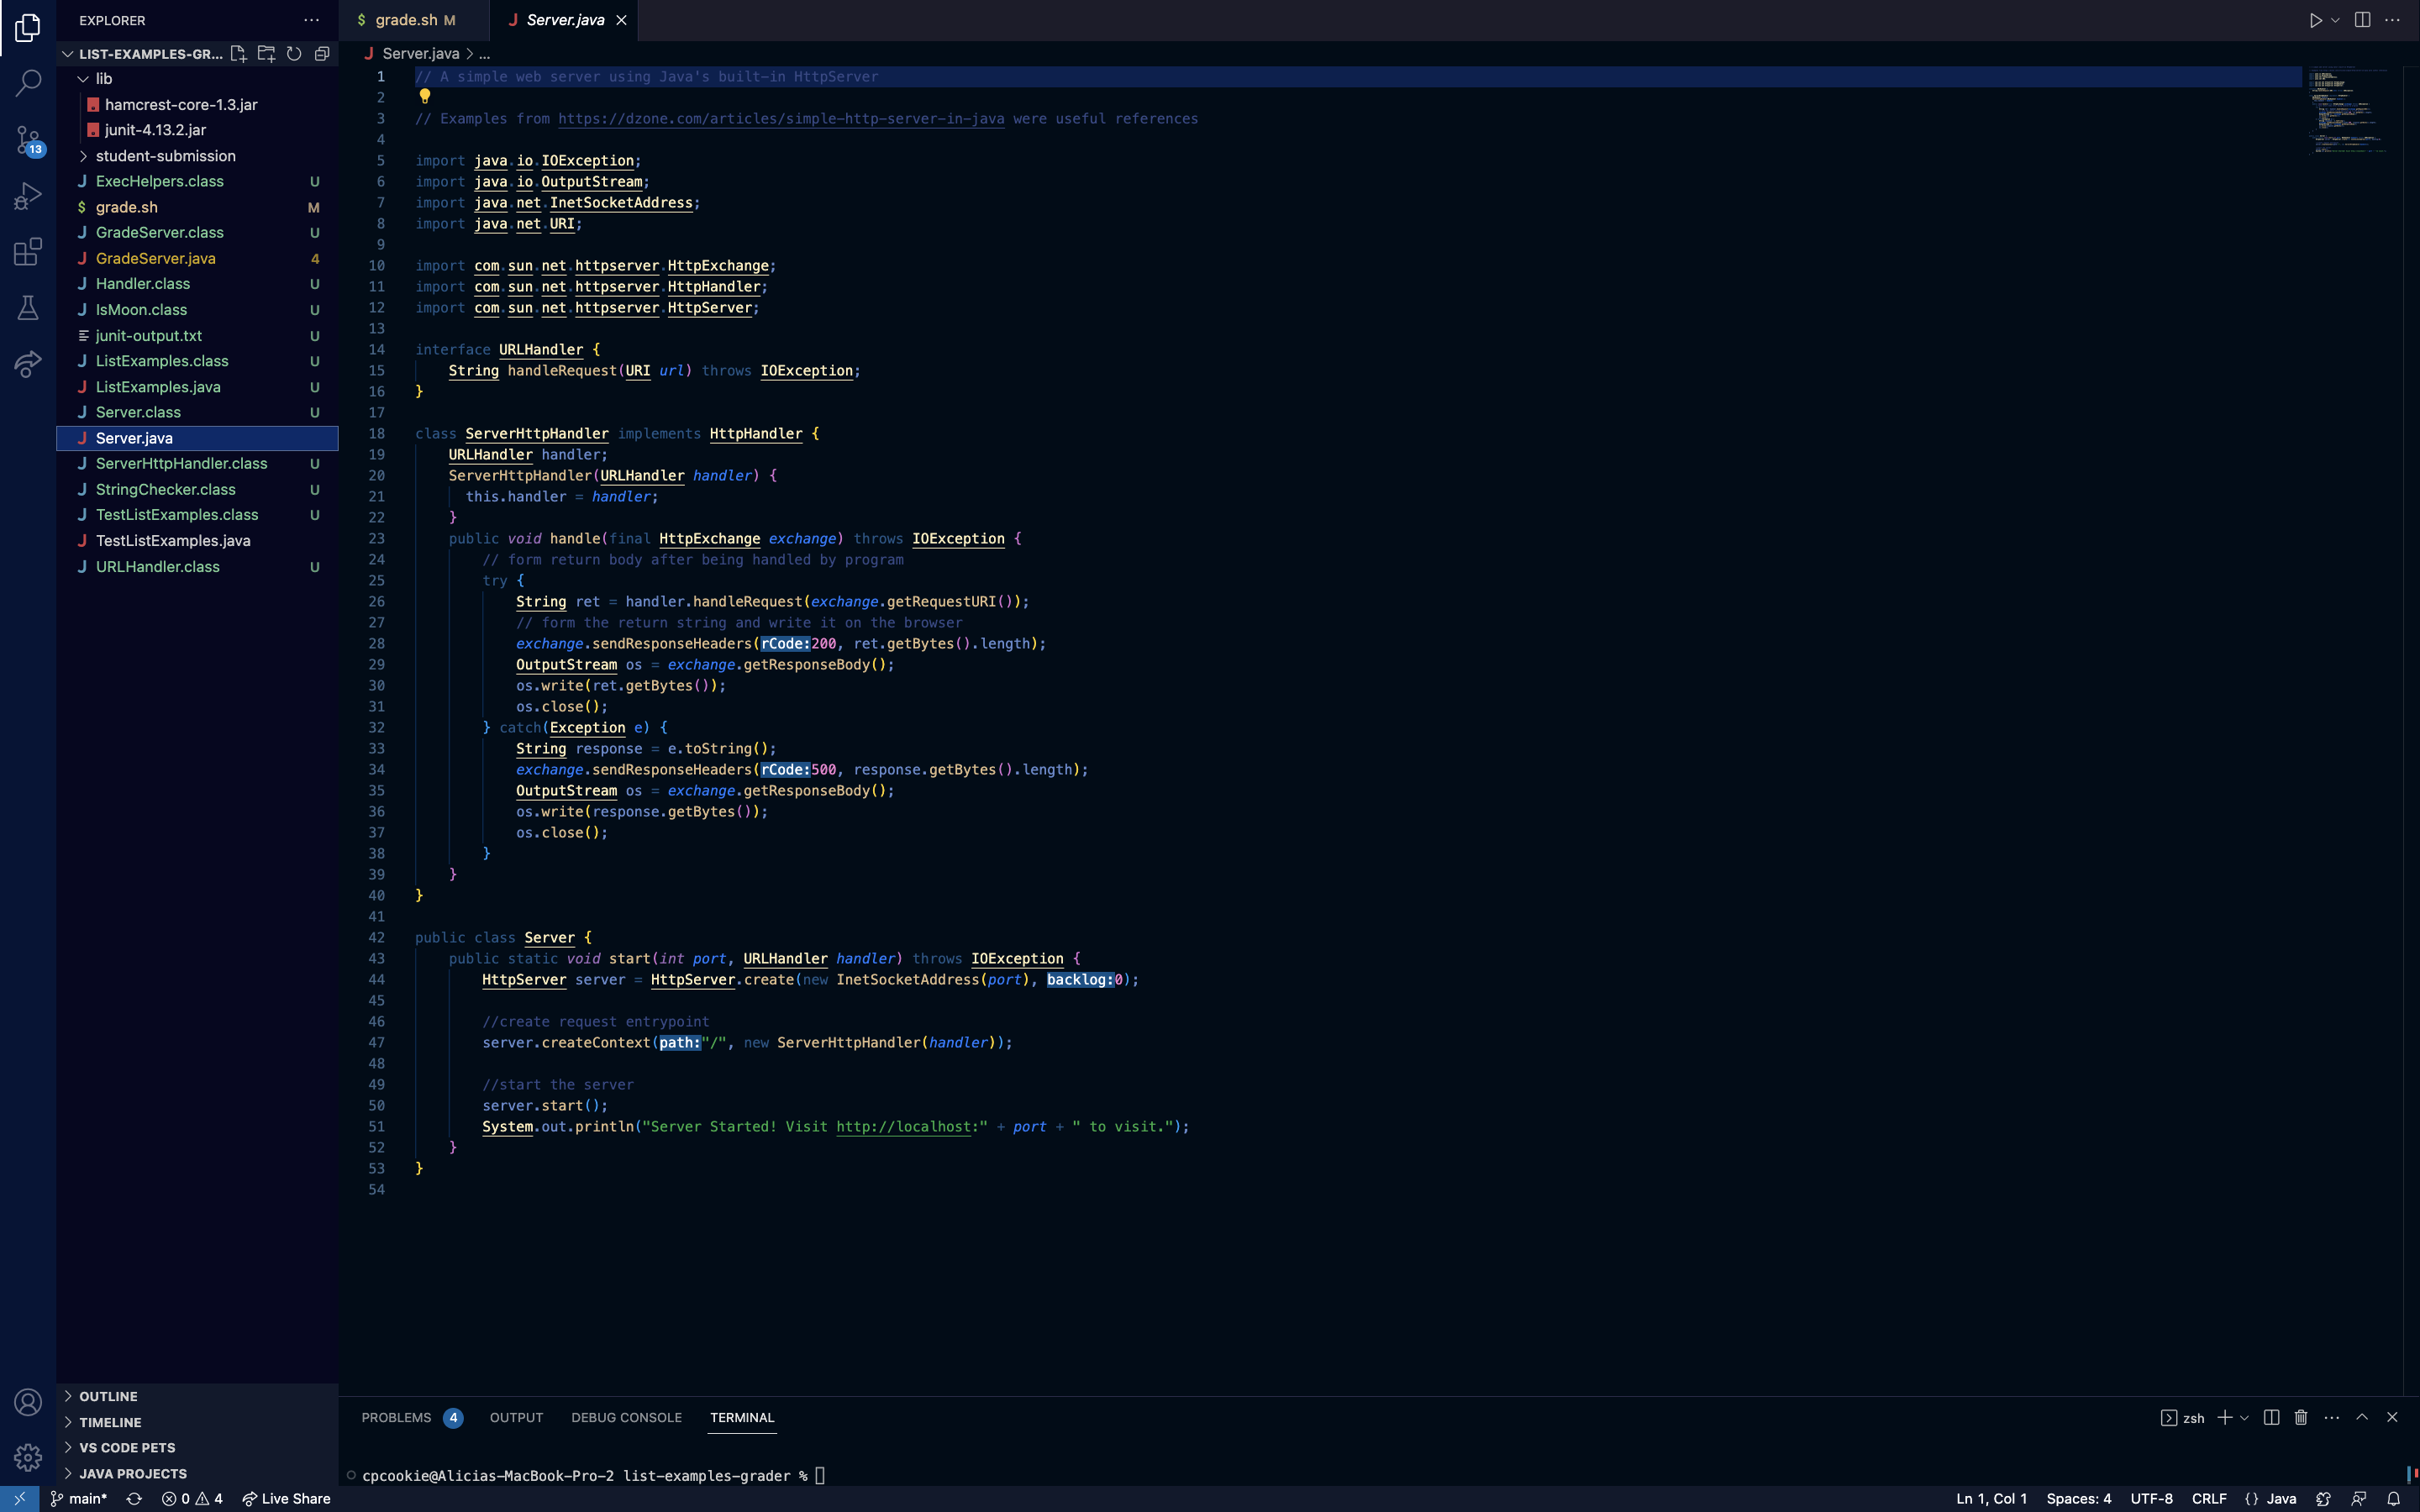 EXPLORER
LIST-EXAMPLES-GR...
lib
hamcrest-core-1.3.jar
junit-4.13.2.jar
student-submission
ExecHelpers.class U
$ grade.sh M
GradeServer.class U
GradeServer.java 4
Handler.class U
IsMoon.class U
junit-output.txt U
ListExamples.class U
ListExamples.java U
Server.class U
Server.java
ServerHttpHandler.class U
StringChecker.class U
TestListExamples.class U
TestListExamples.java
URLHandler.class U
13
OUTLINE
TIMELINE
VS CODE PETS
JAVA PROJECTS
$ grade.sh M
J Server.java
J Server.java > ...
1 // A simple web server using Java's built-in HttpServer
2
3 // Examples from https://dzone.com/articles/simple-http-server-in-java were useful references
4
5 import java.io.IOException;
6 import java.io.OutputStream;
7 import java.net.InetSocketAddress;
8 import java.net.URI;
9
10 import com.sun.net.httpserver.HttpExchange;
11 import com.sun.net.httpserver.HttpHandler;
12 import com.sun.net.httpserver.HttpServer;
13
14 interface URLHandler {
15 String handleRequest(URI url) throws IOException;
16 }
17
18 class ServerHttpHandler implements HttpHandler {
19 URLHandler handler;
20 ServerHttpHandler(URLHandler handler) {
21 this.handler = handler;
22 }
23 public void handle(final HttpExchange exchange) throws IOException {
24 // form return body after being handled by program
25 try {
26 String ret = handler.handleRequest(exchange.getRequestURI());
27 // form the return string and write it on the browser
28 exchange.sendResponseHeaders(rCode:200, ret.getBytes().length);
29 OutputStream os = exchange.getResponseBody();
30 os.write(ret.getBytes());
31 os.close();
32 } catch(Exception e) {
33 String response = e.toString();
34 exchange.sendResponseHeaders(rCode:500, response.getBytes().length);
35 OutputStream os = exchange.getResponseBody();
36 os.write(response.getBytes());
37 os.close();
38 }
39 }
40 }
41
42 public class Server {
43 public static void start(int port, URLHandler handler) throws IOException {
44 HttpServer server = HttpServer.create(new InetSocketAddress(port), backlog:0);
45
46 //create request entrypoint
47 server.createContext(path:"/", new ServerHttpHandler(handler));
48
49 //start the server
50 server.start();
51 System.out.println("Server Started! Visit http://localhost:" + port + " to visit.");
52 }
53 }
54
PROBLEMS 4 OUTPUT DEBUG CONSOLE TERMINAL
zsh
cpcookie@Alicias-MacBook-Pro-2 list-examples-grader %
main* 0 4 Live Share
Ln 1, Col 1 Spaces: 4 UTF-8 CRLF {} Java